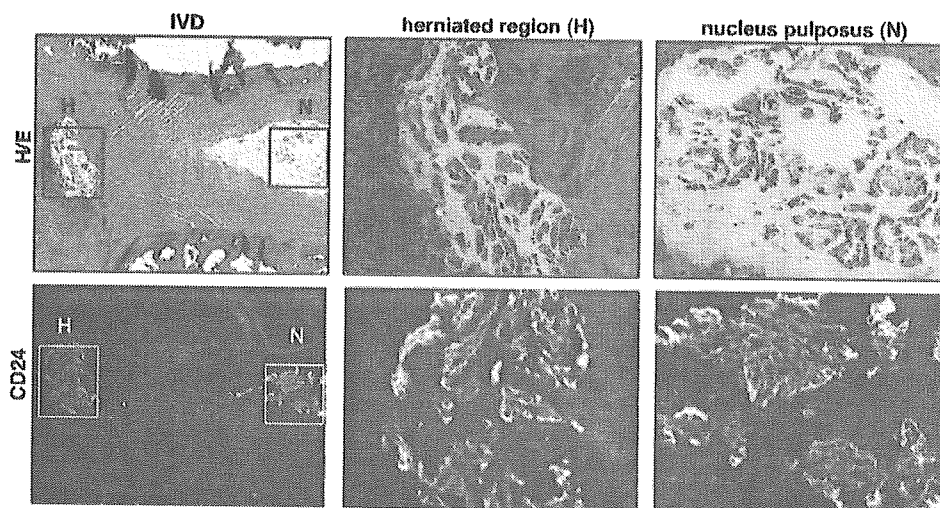 IVD herniated region (H) nucleus pulposus (N)
H/E
H N
CD24
H N